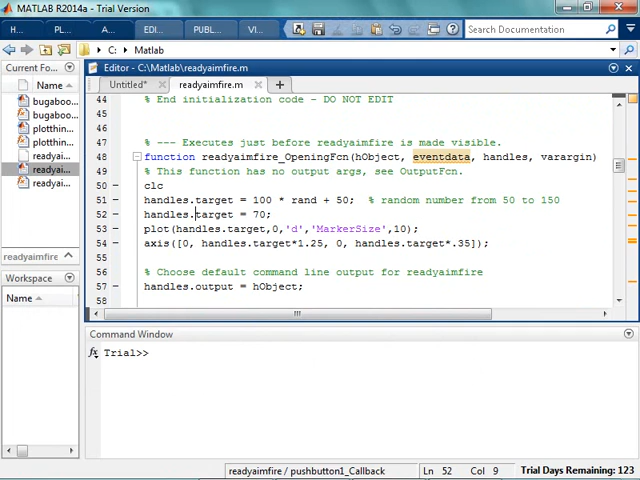 MATLAB R2014a - Trial Version
H... P... A... EDI... PUBL... VI... Search Documentation
C: Matlab
Current Fo... Editor - C:\Matlab\readyaimfire.m
Name Untitled* readyaimfire.m
bugaboo...
bugaboo...
plotthin...
plotthin...
readyai...
readyai...
readyai...
44 % End initialization code - DO NOT EDIT
45
46
47 % --- Executes just before readyaimfire is made visible.
48 function readyaimfire_OpeningFcn(hObject, eventdata, handles, varargin)
49 % This function has no output args, see OutputFcn.
50 clc
51 handles.target = 100 * rand + 50; % random number from 50 to 150
52 handles.target = 70;
53 plot(handles.target,0,'d','MarkerSize',10);
54 axis([0, handles.target*1.25, 0, handles.target*.35]);
55
56 % Choose default command line output for readyaimfire
57 handles.output = hObject;
58
readyaimfire...
Workspace
Name
Command Window
fx Trial>>
readyaimfire / pushbutton1_Callback Ln 52 Col 9 Trial Days Remaining: 123